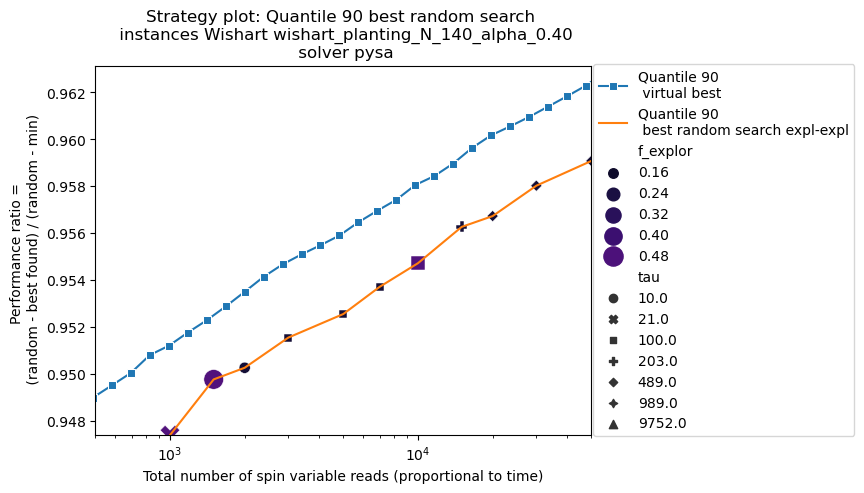 Strategy plot: Quantile 90 best random search
instances Wishart wishart_planting_N_140_alpha_0.40
solver pysa
0.962
0.960
0.958
0.956
0.954
0.952
0.950
0.948
Performance ratio =
(random - best found) / (random - min)
10³
10⁴
Total number of spin variable reads (proportional to time)
Quantile 90
virtual best
Quantile 90
best random search expl-expl
f_explor
0.16
0.24
0.32
0.40
0.48
tau
10.0
21.0
100.0
203.0
489.0
989.0
9752.0